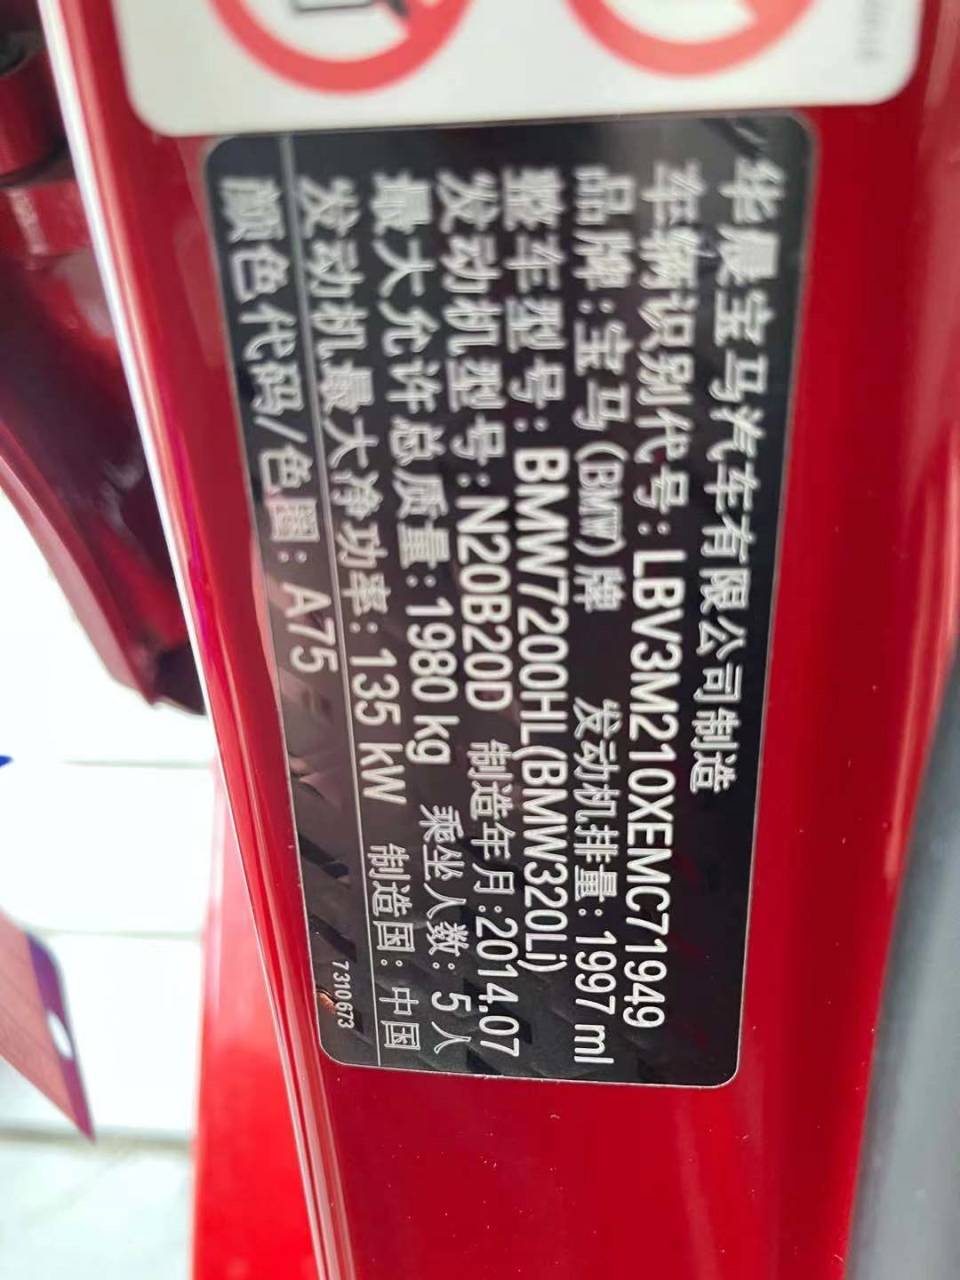 华晨宝马汽车有限公司制造
车辆识别代号：LBV3M210XEMC71949
品牌：宝马（BMW）牌 发动机排量：1997 ml
整车型号：BMW7200HL(BMW320Li)
发动机型号：N20B20D 制造年月：2014.07
最大允许总质量：1980 kg 乘坐人数：5人
发动机最大净功率：135 kW 制造国：中国
颜色代码/色圈：A75 7310673